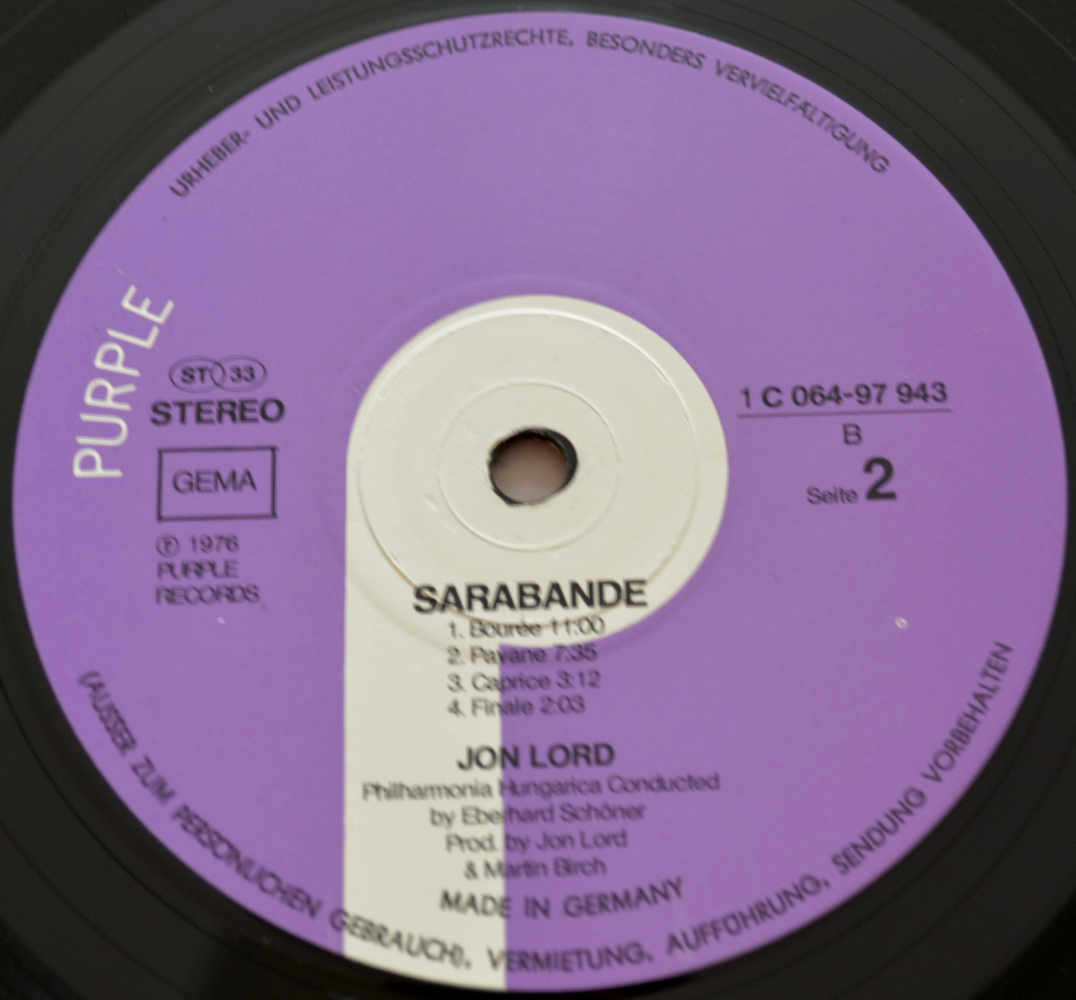 URHEBER- UND LEISTUNGSSCHUTZRECHTE, BESONDERS VERVIELFÄLTIGUNG
PURPLE
ST 33
STEREO
GEMA
℗ 1976
PURPLE
RECORDS
1 C 064-97 943
B
Seite 2
SARABANDE
1. Bourée 11:00
2. Pavane 7:35
3. Caprice 3:12
4. Finale 2:03
JON LORD
Philharmonia Hungarica Conducted
by Eberhard Schöner
Prod. by Jon Lord
& Martin Birch
MADE IN GERMANY
(AUSSER ZUM PERSÖNLICHEN GEBRAUCH), VERMIETUNG, AUFFÜHRUNG, SENDUNG VORBEHALTEN